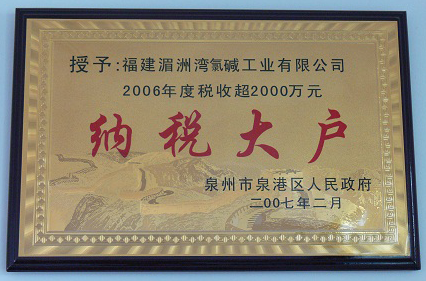 授予:福建湄洲湾氯碱工业有限公司
2006年度税收超2000万元
纳税大户
泉州市泉港区人民政府
二00七年二月